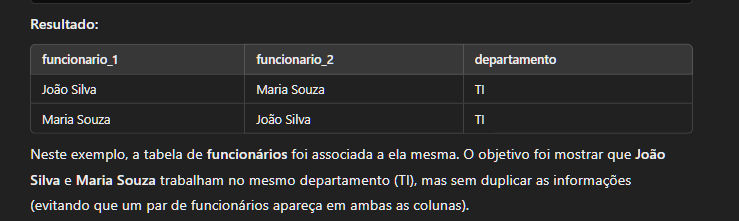 Resultado:
funcionario_1 funcionario_2 departamento
João Silva Maria Souza TI
Maria Souza João Silva TI
Neste exemplo, a tabela de funcionários foi associada a ela mesma. O objetivo foi mostrar que João
Silva e Maria Souza trabalham no mesmo departamento (TI), mas sem duplicar as informações
(evitando que um par de funcionários apareça em ambas as colunas).